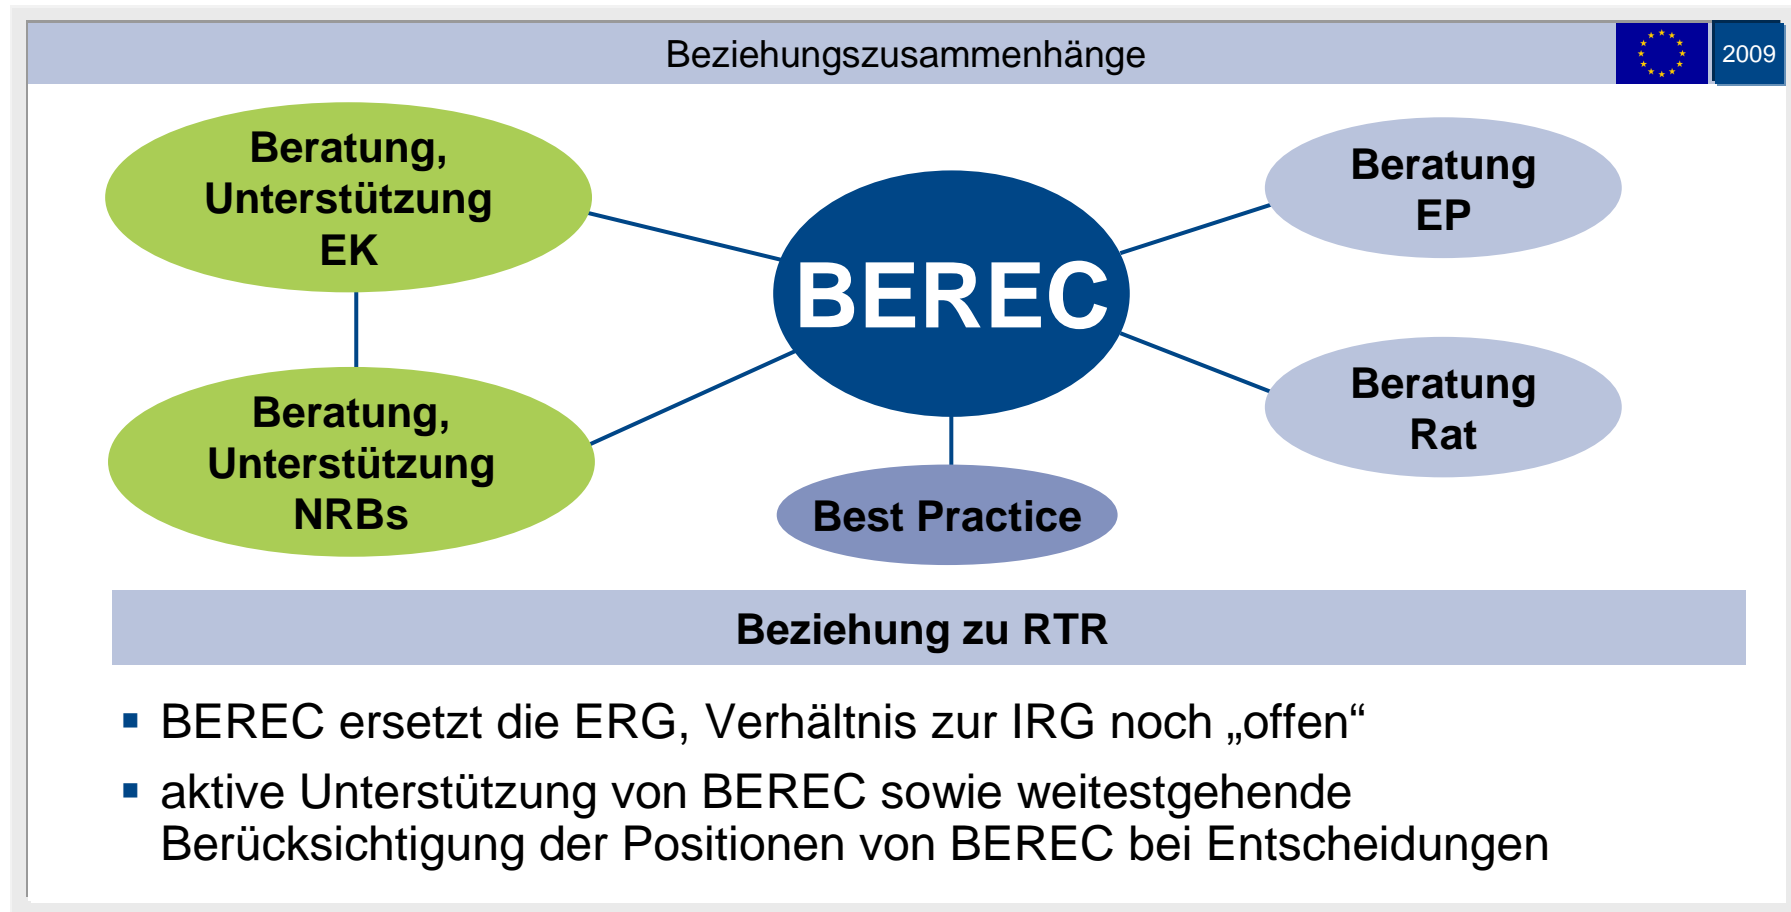 Beziehungszusammenhänge
2009
Beratung,
Unterstützung
EK
BEREC
Beratung
EP
Beratung,
Unterstützung
NRBs
Best Practice
Beratung
Rat
Beziehung zu RTR
▪ BEREC ersetzt die ERG, Verhältnis zur IRG noch „offen“
▪ aktive Unterstützung von BEREC sowie weitestgehende
Berücksichtigung der Positionen von BEREC bei Entscheidungen